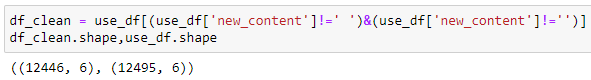 df_clean = use_df[(use_df['new_content']!=' ')&(use_df['new_content']!='')]
df_clean.shape,use_df.shape
((12446, 6), (12495, 6))